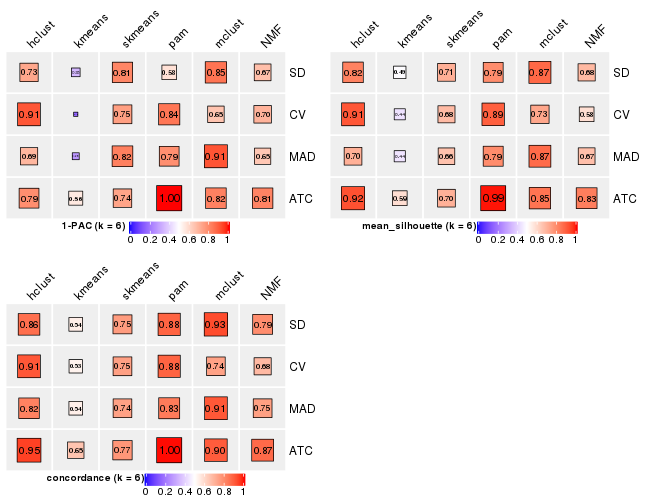 hclust kmeans skmeans pam mclust NMF
0.73 0.81 0.58 0.85 0.67 SD
0.91 0.75 0.84 0.65 0.70 CV
0.69 0.82 0.79 0.91 0.65 MAD
0.79 0.56 0.74 1.00 0.82 0.81 ATC
1-PAC (k = 6) 0 0.2 0.4 0.6 0.8 1
hclust kmeans skmeans pam mclust NMF
0.82 0.49 0.71 0.79 0.87 0.68 SD
0.91 0.44 0.68 0.89 0.73 0.58 CV
0.70 0.44 0.66 0.79 0.87 0.67 MAD
0.92 0.59 0.70 0.99 0.85 0.83 ATC
mean_silhouette (k = 6) 0 0.2 0.4 0.6 0.8 1
hclust kmeans skmeans pam mclust NMF
0.86 0.54 0.75 0.88 0.93 0.79 SD
0.91 0.53 0.75 0.88 0.74 0.68 CV
0.82 0.54 0.74 0.83 0.91 0.75 MAD
0.95 0.65 0.77 1.00 0.90 0.87 ATC
concordance (k = 6) 0 0.2 0.4 0.6 0.8 1